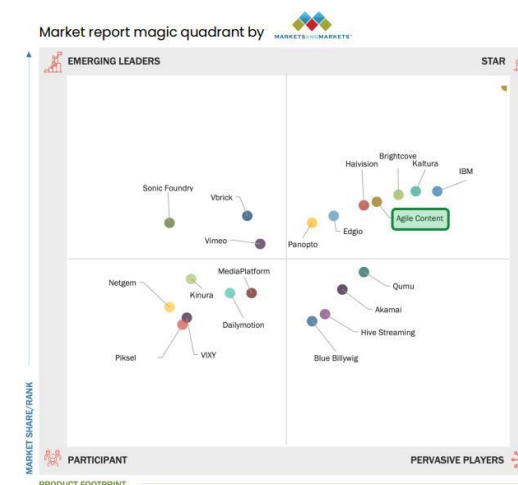 Market report magic quadrant by
MARKETSANDMARKETS
EMERGING LEADERS
STAR
Brightcove
Haivision
Kaltura
IBM
Sonic Foundry
Vbrick
Agile Content
Edgio
Vimeo
Panopto
MediaPlatform
Netgem
Qumu
Kinura
Akamai
Dailymotion
Hive Streaming
Piksel
VIXY
Blue Billywig
MARKET SHARE/RANK
PARTICIPANT
PERVASIVE PLAYERS
PRODUCT FOOTPRINT